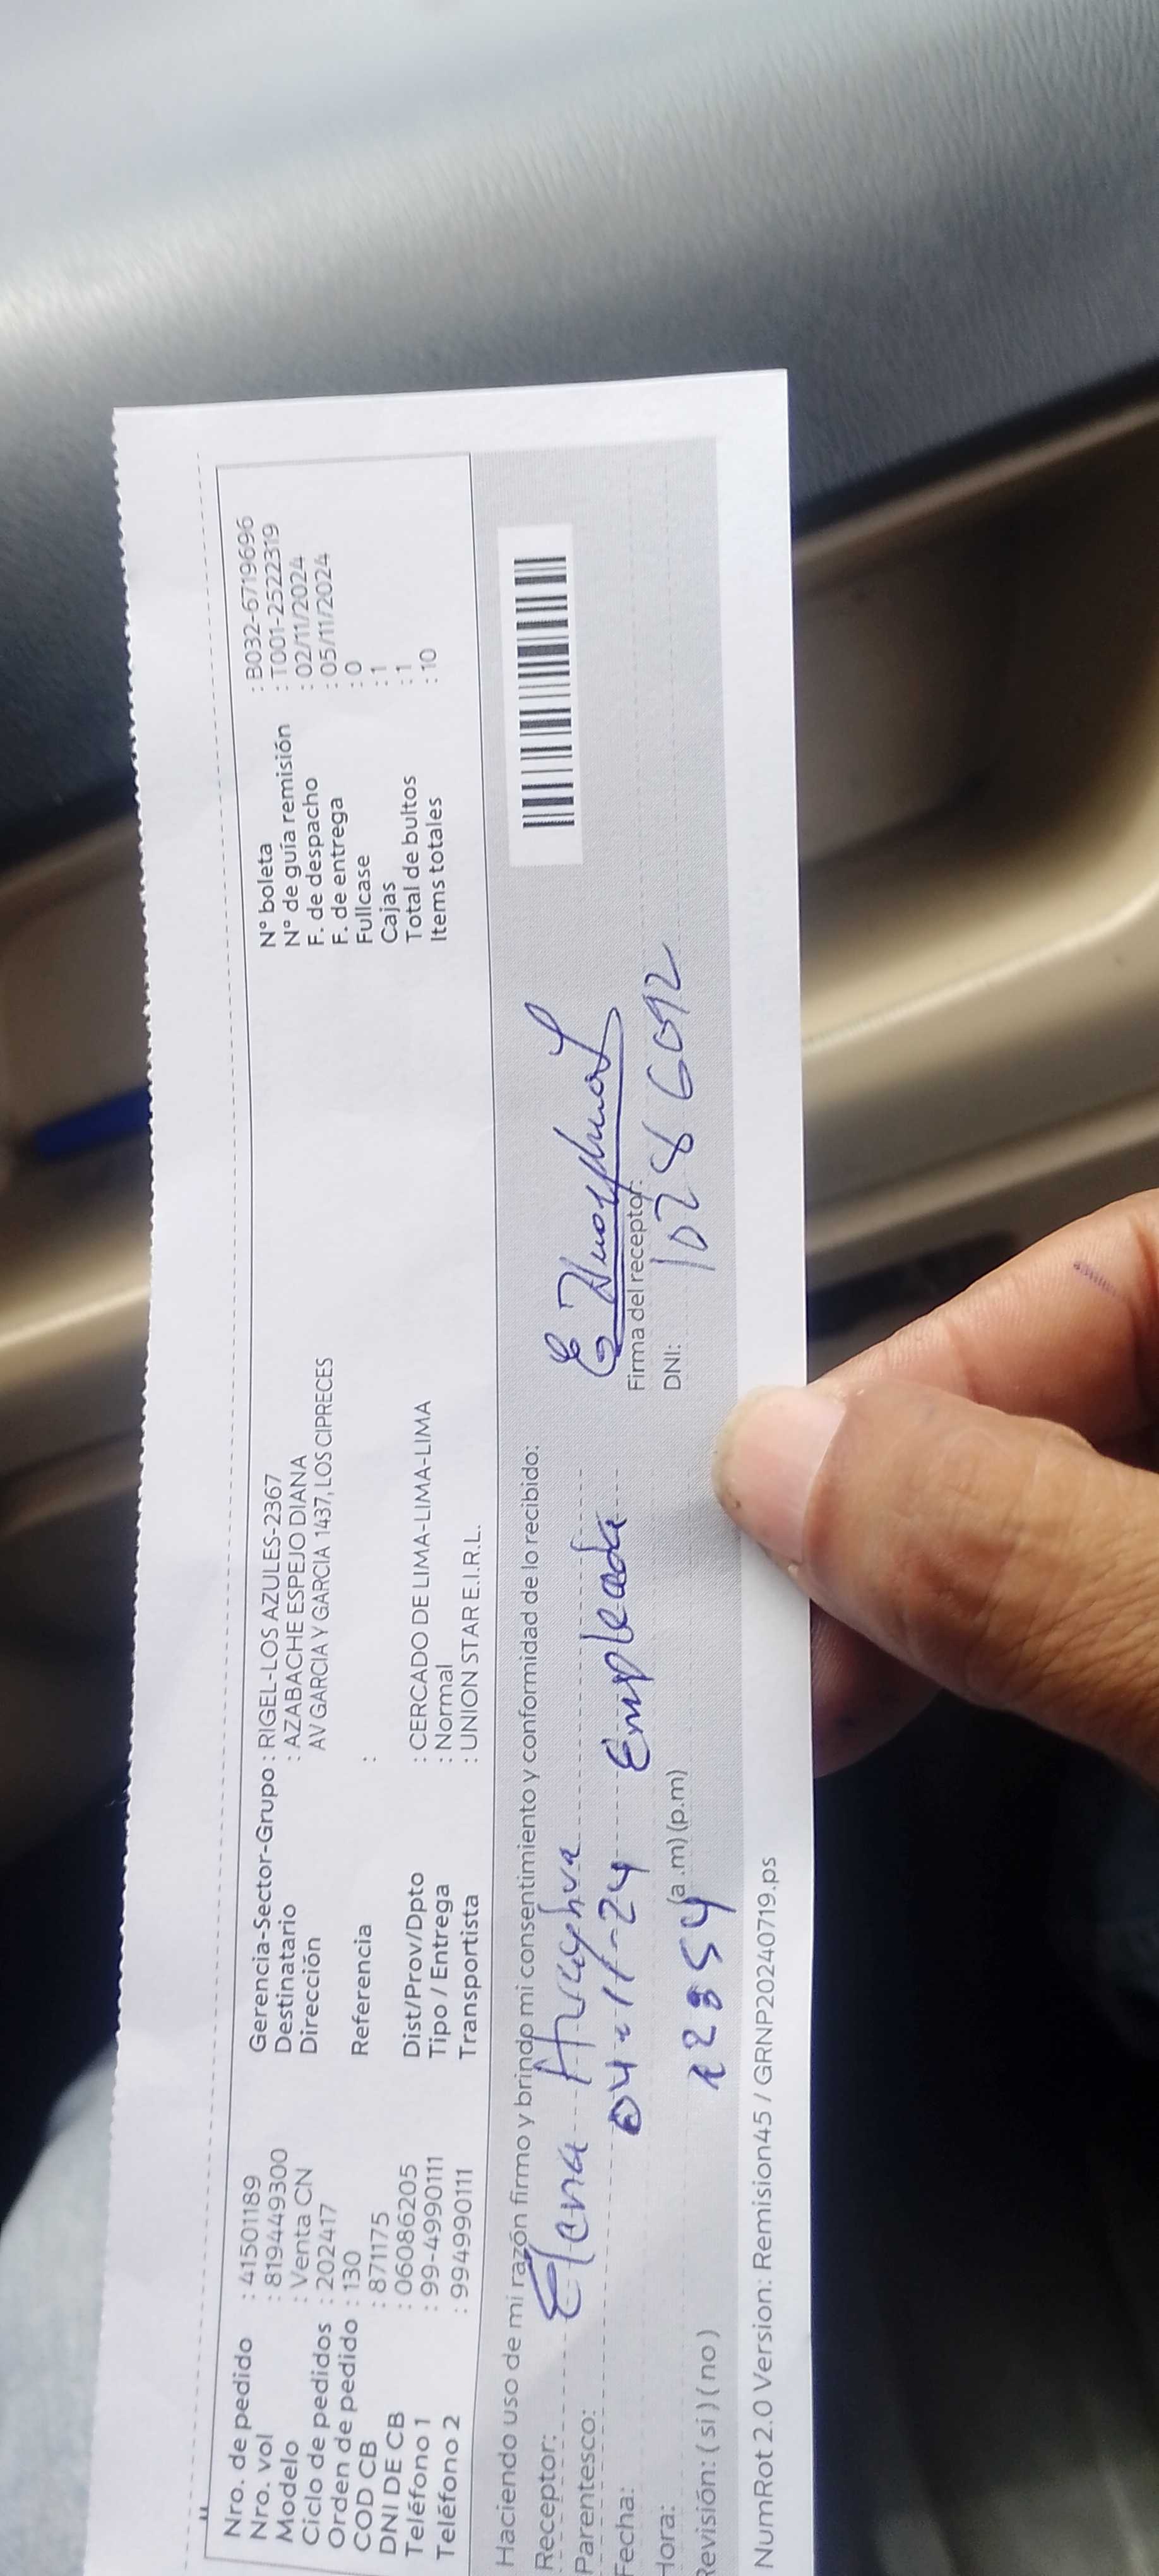 Nro. de pedido : 41501189
Nro. vol : 819449300
Modelo : Venta CN
Ciclo de pedidos : 202417
Orden de pedido : 130
COD CB : 871175
DNI DE CB : 06086205
Teléfono 1 : 99-4990111
Teléfono 2 : 994990111
Gerencia-Sector-Grupo : RIGEL-LOS AZULES-2367
Destinatario : AZABACHE ESPEJO DIANA
Dirección AV GARCIA Y GARCIA 1437, LOS CIPRECES
Referencia :
Dist/Prov/Dpto : CERCADO DE LIMA-LIMA-LIMA
Tipo / Entrega : Normal
Transportista : UNION STAR E.I.R.L.
N° boleta : B032-6719696
N° de guía remisión : T001-2522319
F. de despacho : 02/11/2024
F. de entrega : 05/11/2024
Fullcase : 0
Cajas : 1
Total de bultos : 1
Items totales : 10
Haciendo uso de mi razón firmo y brindo mi consentimiento y conformidad de lo recibido:
Receptor: Elena
Parentesco: Empleada
Fecha: 04-11-24
Hora: (a.m) (p.m)
Revisión: ( si ) ( no )
Firma del receptor:
DNI:
NumRot 2.0 Version: Remision45 / GRNP20240719.ps